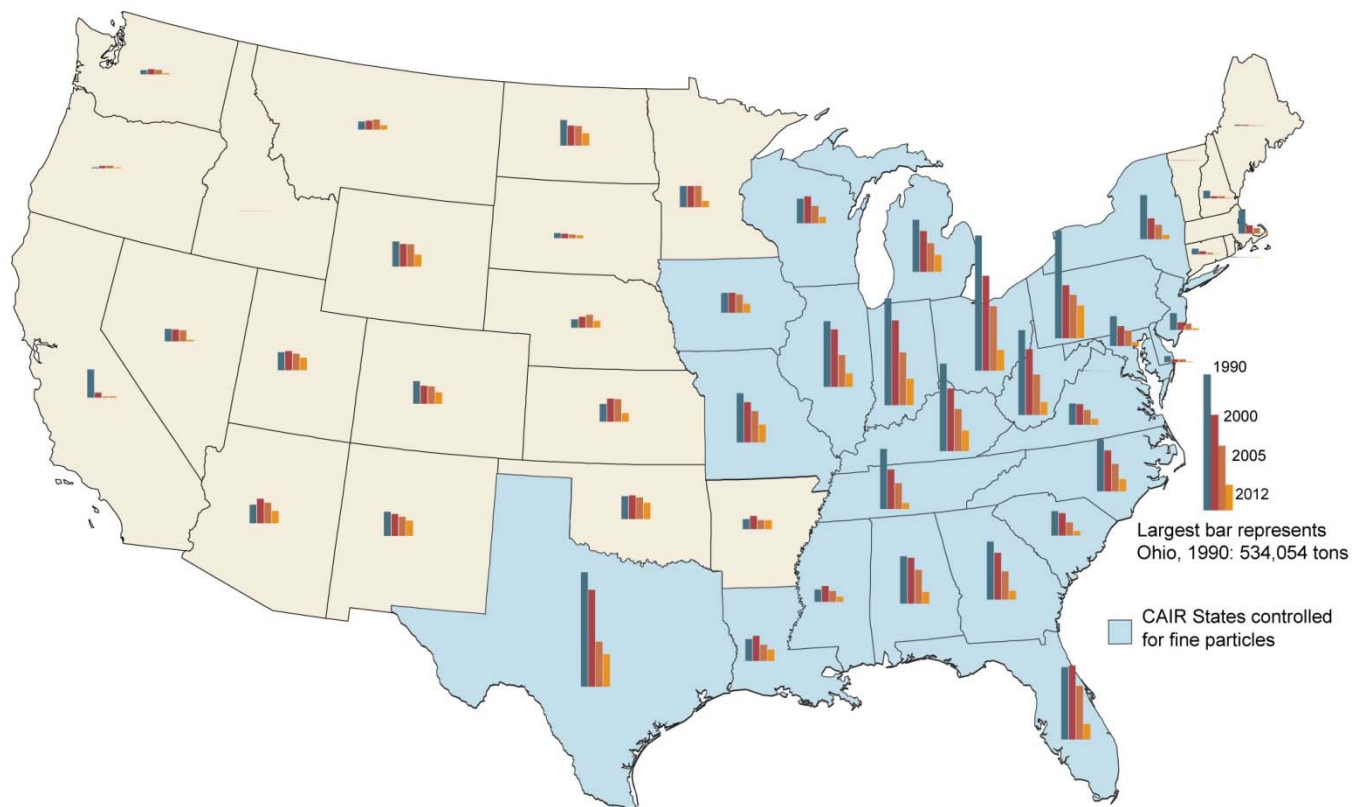 1990
2000
2005
2012
Largest bar represents
Ohio, 1990: 534,054 tons
CAIR States controlled
for fine particles